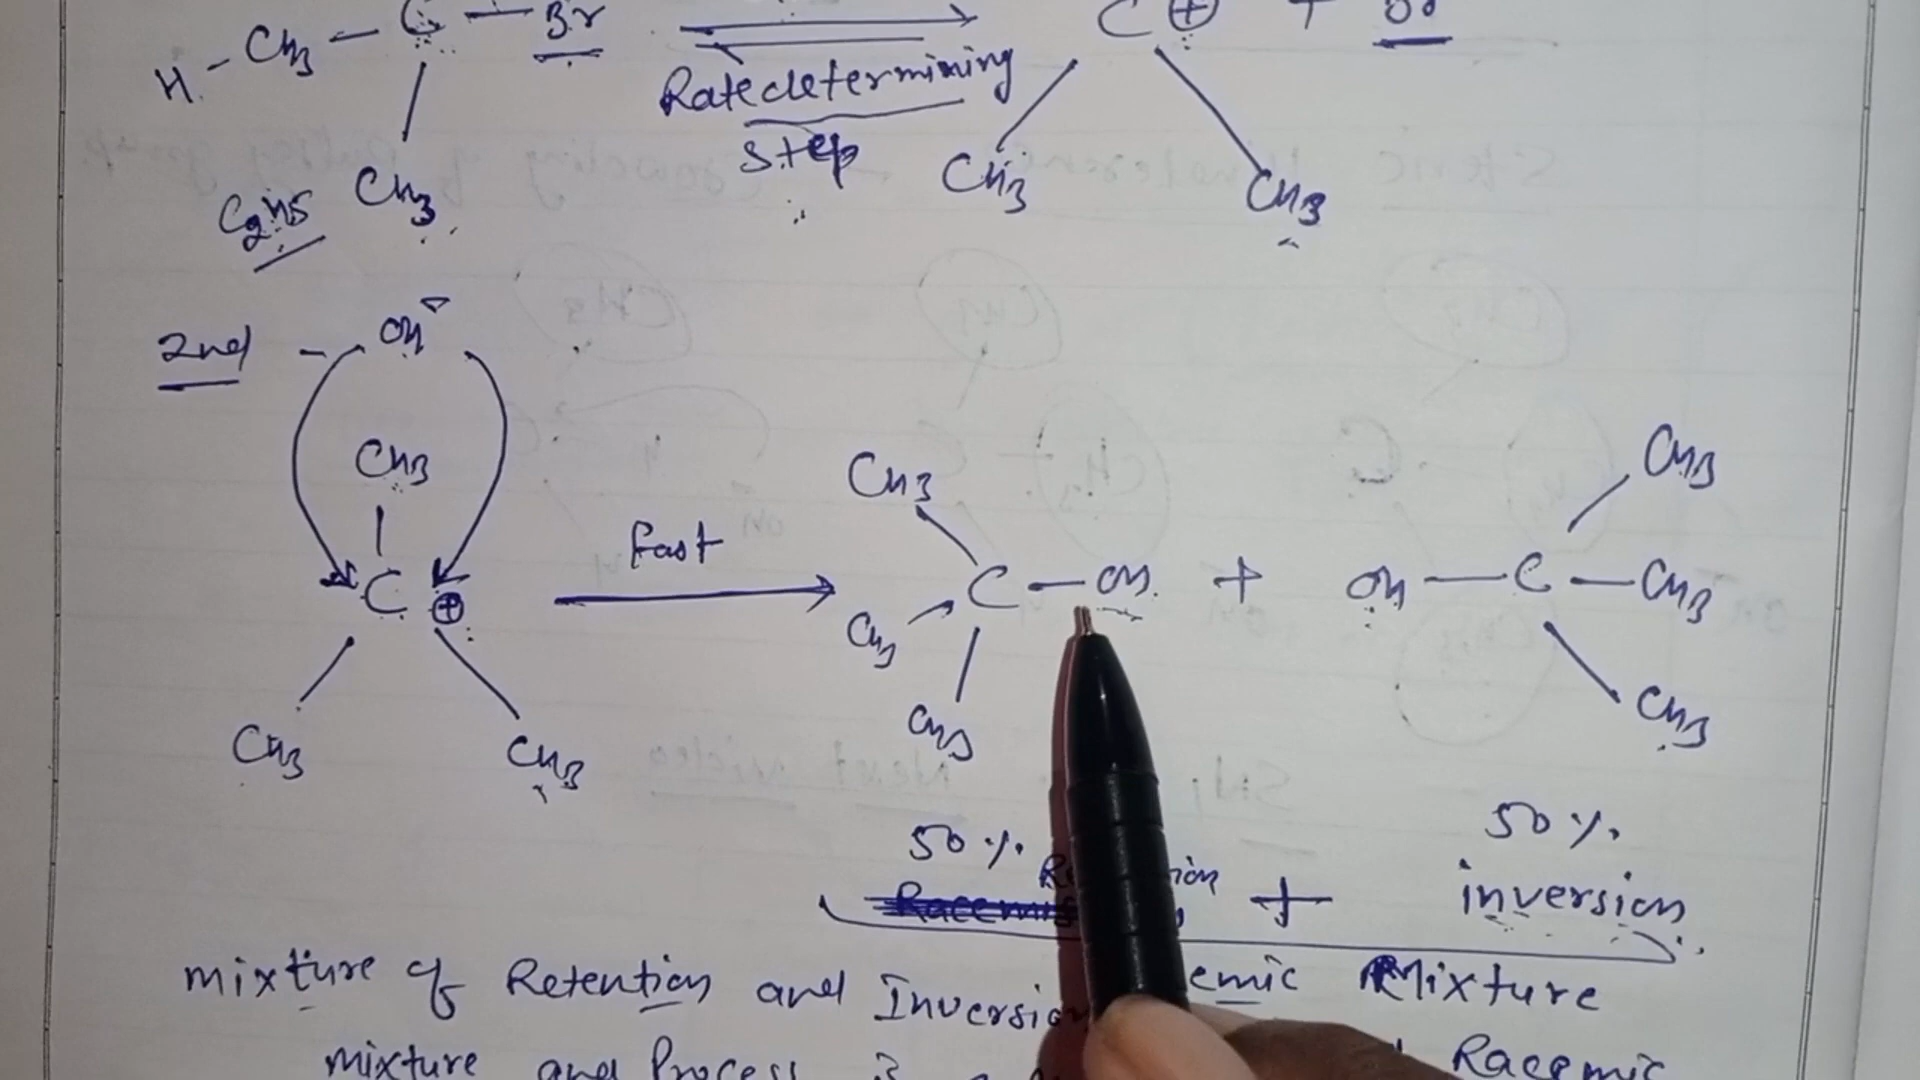 H - CH3 - C - Br
C ⊕ +
Ratedetermining
step
CH3
CH3
CH3
C2H5
2nd -
OH-
CH3
C ⊕
CH3
CH3
fast
CH3
CH3
C - OH
CH3
+
OH - C - CH3
CH3
CH3
50 %
50 %.
+
inversion
mixture of Retention and Inversion
emic Mixture
mixture and Process is
Racemic